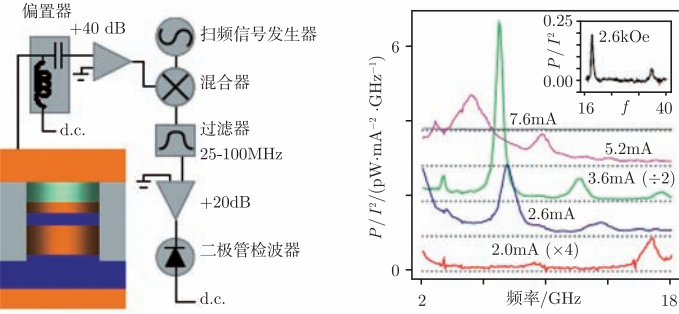 偏置器
+40 dB
扫频信号发生器
混合器
d.c.
过滤器
25-100MHz
+20dB
二极管检波器
d.c.
P/I²/(pW·mA⁻²·GHz⁻¹)
6
4
2
0
P/I²
0.25
0.00
2.6kOe
16
f
40
7.6mA
5.2mA
3.6mA (÷2)
2.6mA
2.0mA (×4)
2
频率/GHz
18